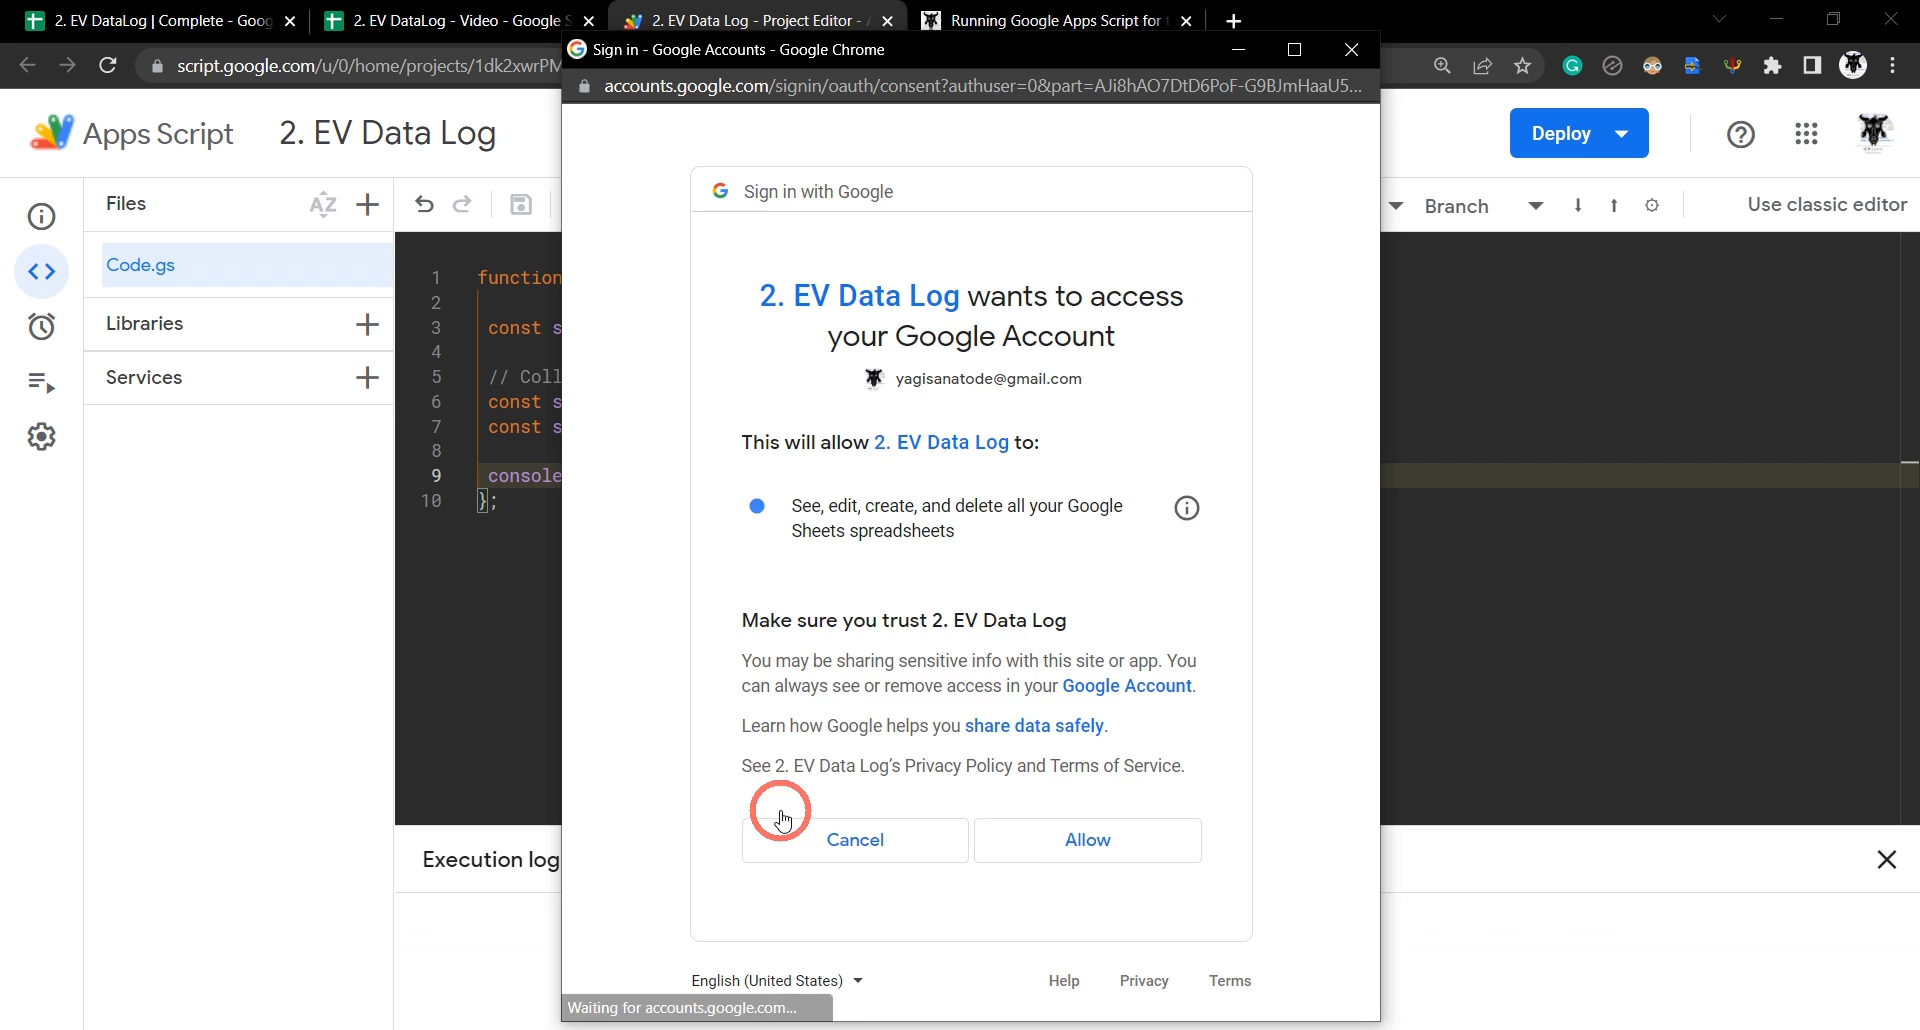 2. EV DataLog | Complete - Goog
2. EV DataLog - Video - Google S
2. EV Data Log - Project Editor - A
Running Google Apps Script for t
Sign in - Google Accounts - Google Chrome
script.google.com/u/0/home/projects/1dk2xwrPM
accounts.google.com/signin/oauth/consent?authuser=0&part=AJi8hAO7DtD6PoF-G9BJmHaaU5...
Apps Script
2. EV Data Log
Deploy
Files
AZ
Branch
Use classic editor
Code.gs
Libraries
Services
1 function
2
3 const s
4
5 // Coll
6 const s
7 const s
8
9 console
10 };
Execution log
Sign in with Google
2. EV Data Log wants to access
your Google Account
yagisanatode@gmail.com
This will allow 2. EV Data Log to:
See, edit, create, and delete all your Google
Sheets spreadsheets
Make sure you trust 2. EV Data Log
You may be sharing sensitive info with this site or app. You
can always see or remove access in your Google Account.
Learn how Google helps you share data safely.
See 2. EV Data Log's Privacy Policy and Terms of Service.
Cancel
Allow
English (United States)
Help
Privacy
Terms
Waiting for accounts.google.com...